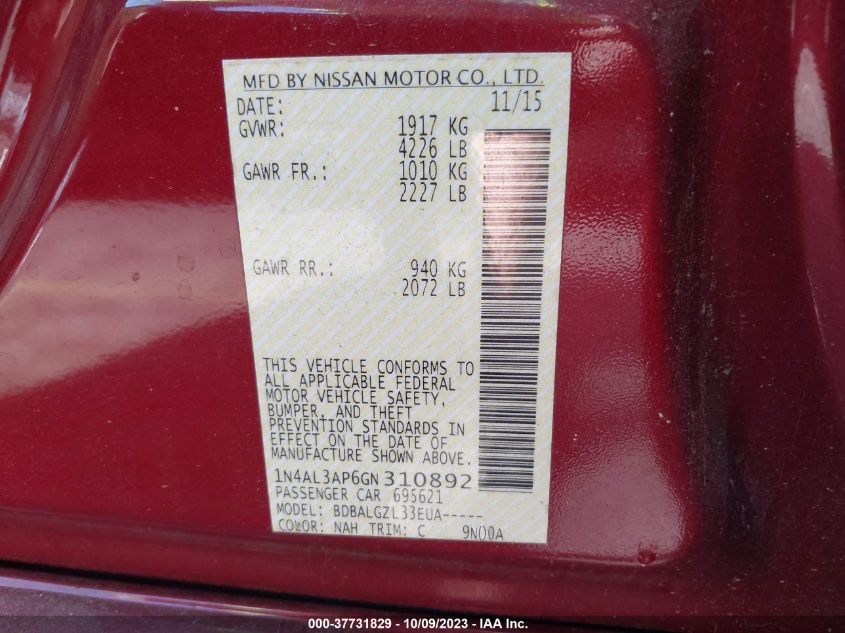 MFD BY NISSAN MOTOR CO., LTD.
DATE: 11/15
GVWR: 1917 KG
4226 LB
GAWR FR.: 1010 KG
2227 LB
GAWR RR.: 940 KG
2072 LB
THIS VEHICLE CONFORMS TO
ALL APPLICABLE FEDERAL
MOTOR VEHICLE SAFETY,
BUMPER, AND THEFT
PREVENTION STANDARDS IN
EFFECT ON THE DATE OF
MANUFACTURE SHOWN ABOVE.
1N4AL3AP6GN310892
PASSENGER CAR 695621
MODEL: BDBALGZL33EUA-----
COLOR: NAH TRIM: C 9N00A
000-37731829 / 10/09/2023 - IAA Inc.